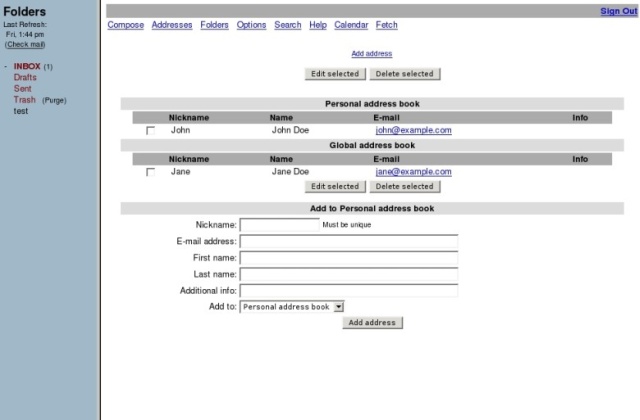 Folders
Last Refresh:
Fri, 1:44 pm
(Check mail)
- INBOX (1)
Drafts
Sent
Trash (Purge)
test
Sign Out
Compose Addresses Folders Options Search Help Calendar Fetch
Add address
Edit selected Delete selected
Personal address book
Nickname Name E-mail Info
John John Doe john@example.com
Global address book
Nickname Name E-mail Info
Jane Jane Doe jane@example.com
Edit selected Delete selected
Add to Personal address book
Nickname: Must be unique
E-mail address:
First name:
Last name:
Additional info:
Add to: Personal address book
Add address